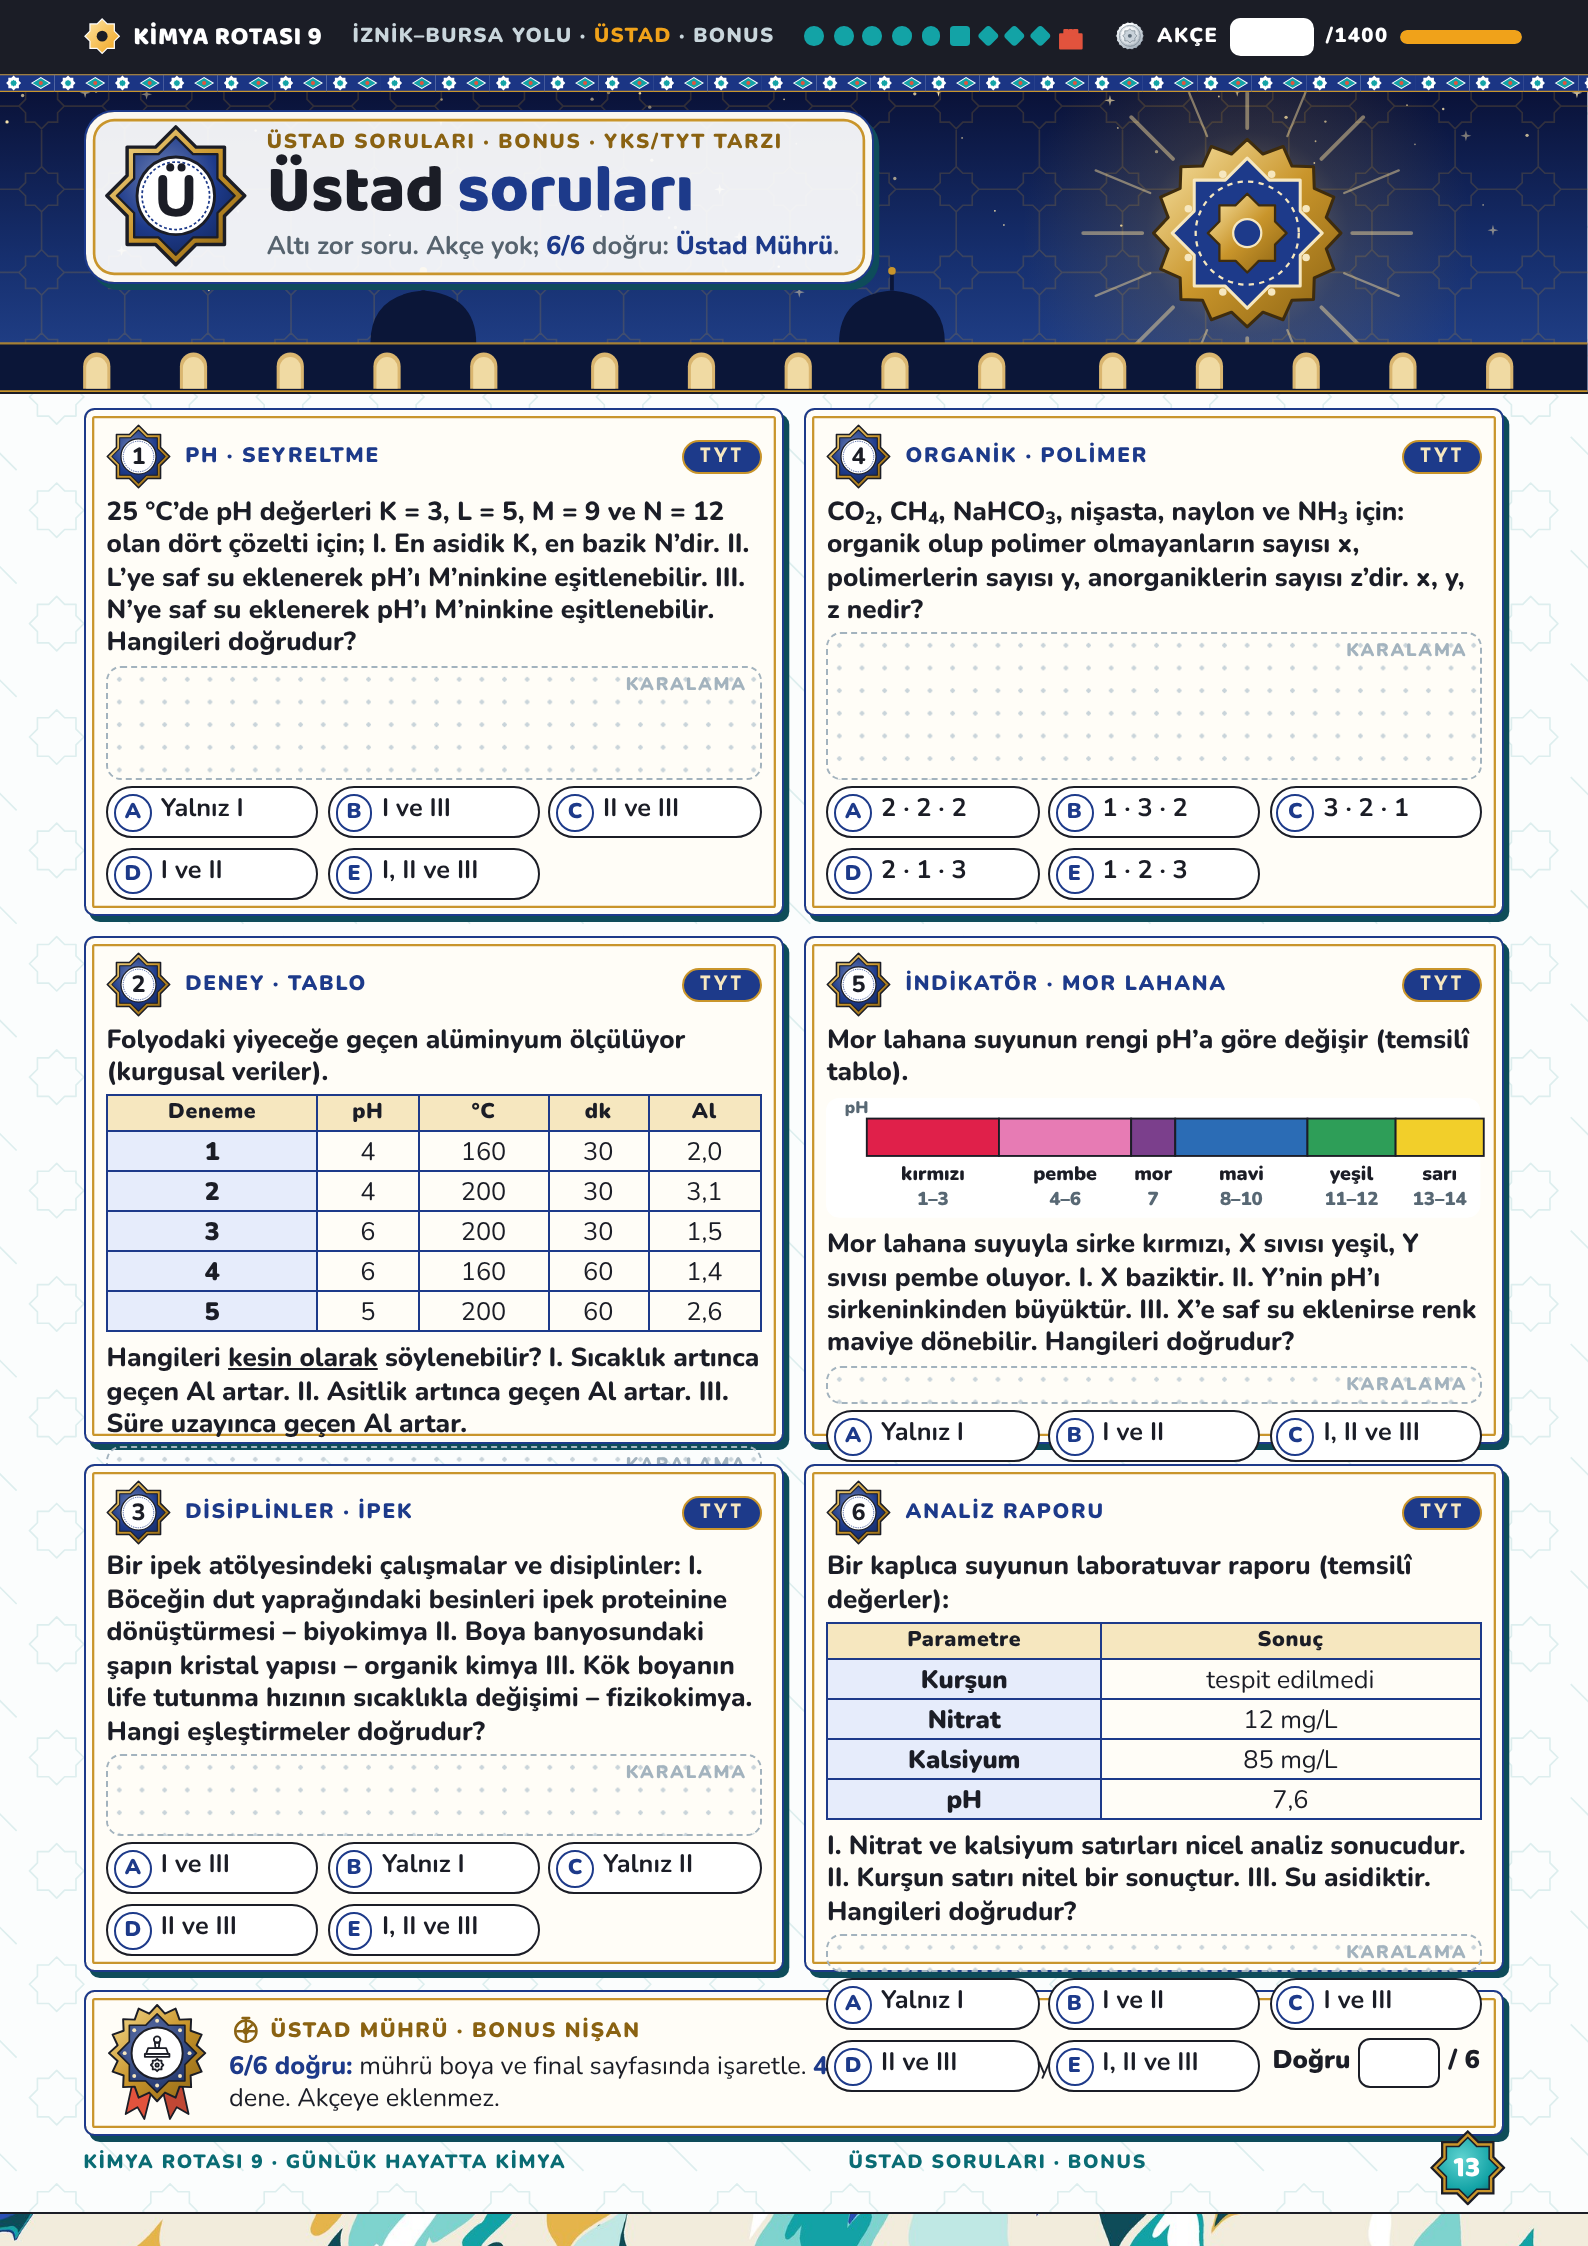 KİMYA ROTASI 9 İZNİK–BURSA YOLU · ÜSTAD · BONUS AKÇE /1400
ÜSTAD SORULARI · BONUS · YKS/TYT TARZI
Ü
Üstad soruları
Altı zor soru. Akçe yok; 6/6 doğru: Üstad Mührü.
1 PH · SEYRELTME TYT
25 °C’de pH değerleri K = 3, L = 5, M = 9 ve N = 12
olan dört çözelti için; I. En asidik K, en bazik N’dir. II.
L’ye saf su eklenerek pH’ı M’ninkine eşitlenebilir. III.
N’ye saf su eklenerek pH’ı M’ninkine eşitlenebilir.
Hangileri doğrudur?
KARALAMA
A Yalnız I B I ve III C II ve III
D I ve II E I, II ve III
4 ORGANİK · POLİMER TYT
CO₂, CH₄, NaHCO₃, nişasta, naylon ve NH₃ için:
organik olup polimer olmayanların sayısı x,
polimerlerin sayısı y, anorganiklerin sayısı z’dir. x, y,
z nedir?
KARALAMA
A 2 · 2 · 2 B 1 · 3 · 2 C 3 · 2 · 1
D 2 · 1 · 3 E 1 · 2 · 3
2 DENEY · TABLO TYT
Folyodaki yiyeceğe geçen alüminyum ölçülüyor
(kurgusal veriler).
Deneme pH °C dk Al
1 4 160 30 2,0
2 4 200 30 3,1
3 6 200 30 1,5
4 6 160 60 1,4
5 5 200 60 2,6
Hangileri kesin olarak söylenebilir? I. Sıcaklık artınca
geçen Al artar. II. Asitlik artınca geçen Al artar. III.
Süre uzayınca geçen Al artar.
KARALAMA
5 İNDİKATÖR · MOR LAHANA TYT
Mor lahana suyunun rengi pH’a göre değişir (temsilî
tablo).
pH
kırmızı pembe mor mavi yeşil sarı
1–3 4–6 7 8–10 11–12 13–14
Mor lahana suyuyla sirke kırmızı, X sıvısı yeşil, Y
sıvısı pembe oluyor. I. X baziktir. II. Y’nin pH’ı
sirkeninkinden büyüktür. III. X’e saf su eklenirse renk
maviye dönebilir. Hangileri doğrudur?
KARALAMA
A Yalnız I B I ve II C I, II ve III
3 DİSİPLİNLER · İPEK TYT
Bir ipek atölyesindeki çalışmalar ve disiplinler: I.
Böceğin dut yaprağındaki besinleri ipek proteinine
dönüştürmesi – biyokimya II. Boya banyosundaki
şapın kristal yapısı – organik kimya III. Kök boyanın
life tutunma hızının sıcaklıkla değişimi – fizikokimya.
Hangi eşleştirmeler doğrudur?
KARALAMA
A I ve III B Yalnız I C Yalnız II
D II ve III E I, II ve III
6 ANALİZ RAPORU TYT
Bir kaplıca suyunun laboratuvar raporu (temsilî
değerler):
Parametre Sonuç
Kurşun tespit edilmedi
Nitrat 12 mg/L
Kalsiyum 85 mg/L
pH 7,6
I. Nitrat ve kalsiyum satırları nicel analiz sonucudur.
II. Kurşun satırı nitel bir sonuçtur. III. Su asidiktir.
Hangileri doğrudur?
KARALAMA
A Yalnız I B I ve II C I ve III
D II ve III E I, II ve III
ÜSTAD MÜHRÜ · BONUS NİŞAN
6/6 doğru: mührü boya ve final sayfasında işaretle. 4
dene. Akçeye eklenmez.
Doğru / 6
KİMYA ROTASI 9 · GÜNLÜK HAYATTA KİMYA ÜSTAD SORULARI · BONUS 13